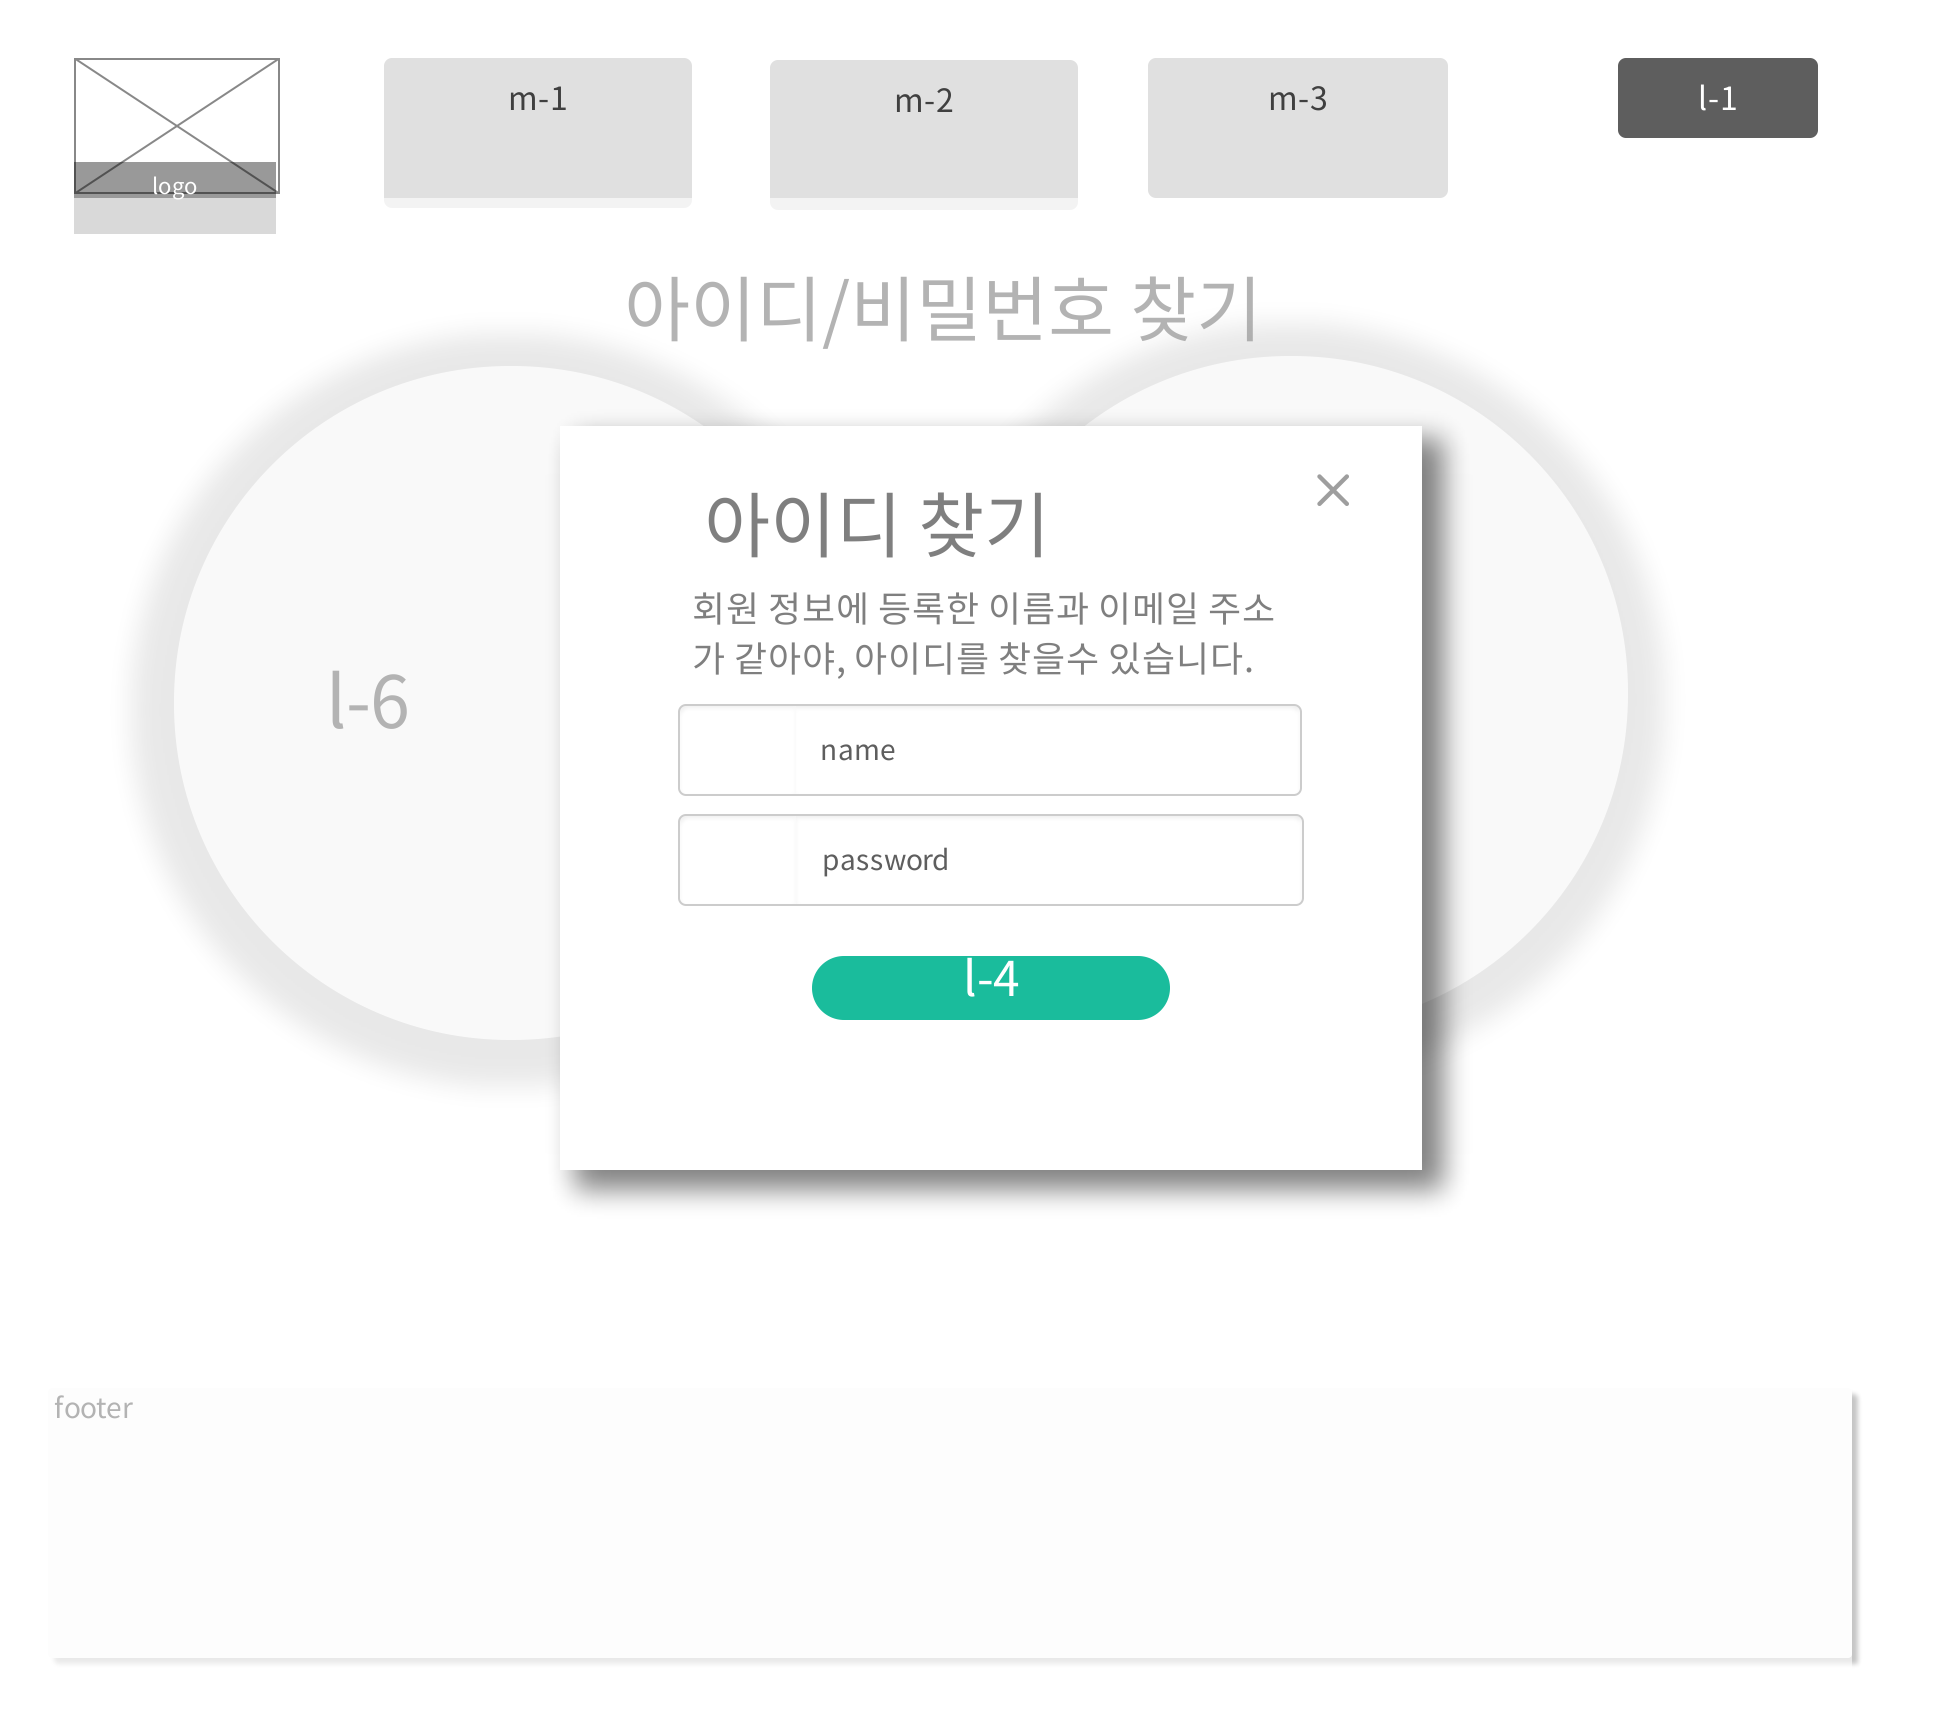 logo
m-1
m-2
m-3
l-1
아이디/비밀번호 찾기
l-6
아이디 찾기
회원 정보에 등록한 이름과 이메일 주소
가 같아야, 아이디를 찾을수 있습니다.
name
password
l-4
footer